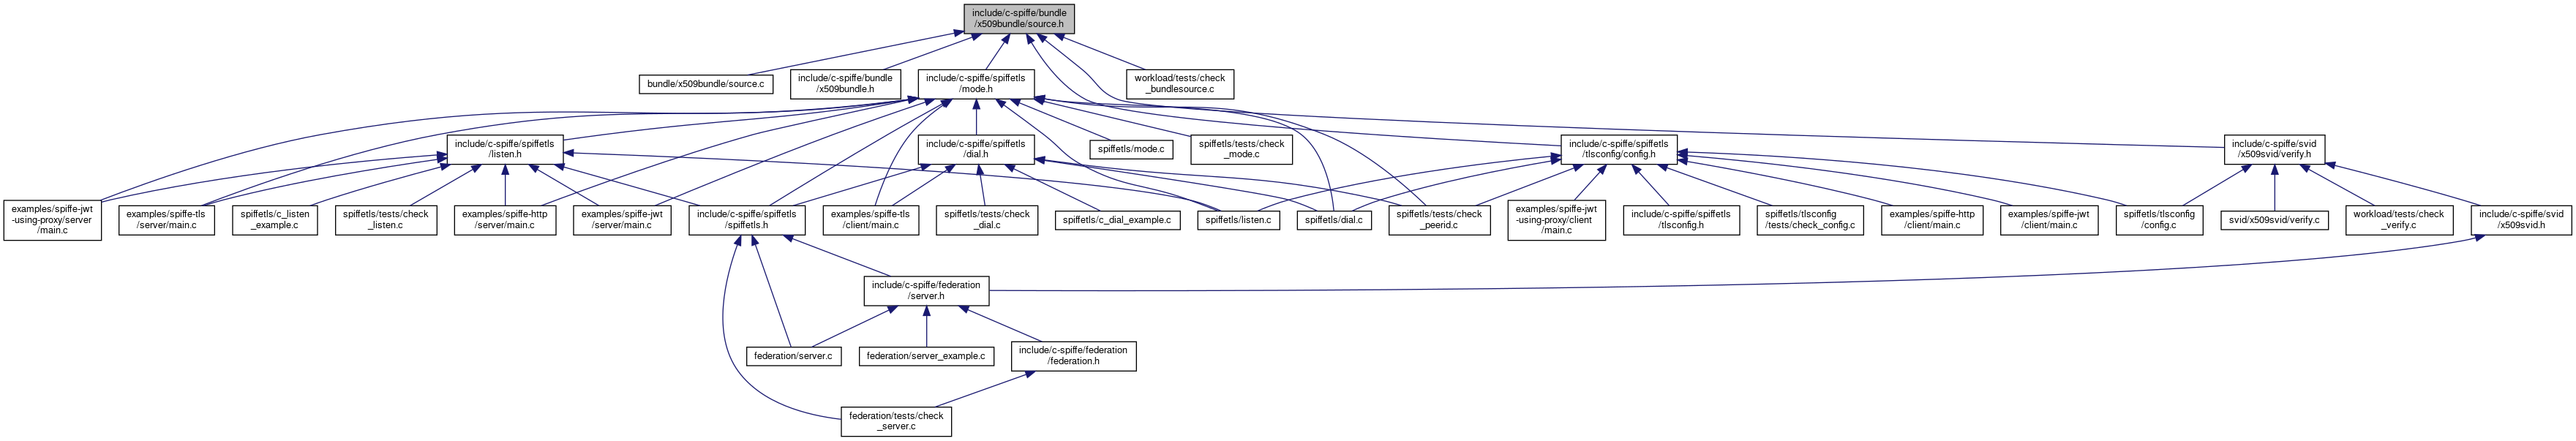 include/c-spiffe/bundle
/x509bundle/source.h
bundle/x509bundle/source.c
include/c-spiffe/bundle
/x509bundle.h
include/c-spiffe/spiffetls
/mode.h
workload/tests/check
_bundlesource.c
include/c-spiffe/spiffetls
/listen.h
include/c-spiffe/spiffetls
/dial.h
spiffetls/mode.c
spiffetls/tests/check
_mode.c
include/c-spiffe/spiffetls
/tlsconfig/config.h
include/c-spiffe/svid
/x509svid/verify.h
examples/spiffe-jwt
-using-proxy/server
/main.c
examples/spiffe-tls
/server/main.c
spiffetls/c_listen
_example.c
spiffetls/tests/check
_listen.c
examples/spiffe-http
/server/main.c
examples/spiffe-jwt
/server/main.c
include/c-spiffe/spiffetls
/spiffetls.h
examples/spiffe-tls
/client/main.c
spiffetls/tests/check
_dial.c
spiffetls/c_dial_example.c
spiffetls/listen.c
spiffetls/dial.c
spiffetls/tests/check
_peerid.c
examples/spiffe-jwt
-using-proxy/client
/main.c
include/c-spiffe/spiffetls
/tlsconfig.h
spiffetls/tlsconfig
/tests/check_config.c
examples/spiffe-http
/client/main.c
examples/spiffe-jwt
/client/main.c
spiffetls/tlsconfig
/config.c
svid/x509svid/verify.c
workload/tests/check
_verify.c
include/c-spiffe/svid
/x509svid.h
include/c-spiffe/federation
/server.h
federation/server.c
federation/server_example.c
include/c-spiffe/federation
/federation.h
federation/tests/check
_server.c